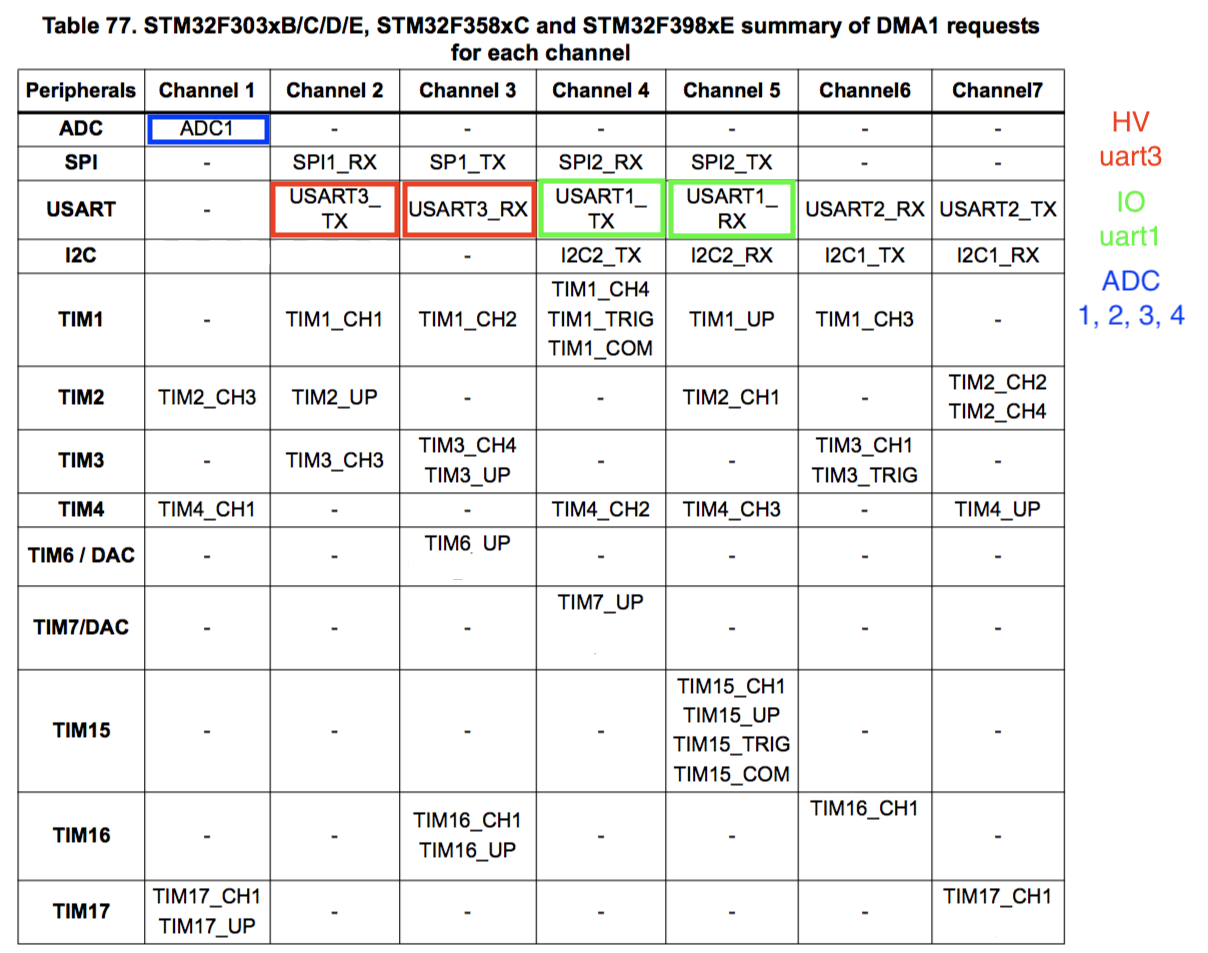 Table 77. STM32F303xB/C/D/E, STM32F358xC and STM32F398xE summary of DMA1 requests
for each channel
Peripherals Channel 1 Channel 2 Channel 3 Channel 4 Channel 5 Channel6 Channel7
ADC ADC1 - - - - - -
SPI - SPI1_RX SP1_TX SPI2_RX SPI2_TX - -
USART - USART3_TX USART3_RX USART1_TX USART1_RX USART2_RX USART2_TX
I2C - I2C2_TX I2C2_RX I2C1_TX I2C1_RX
TIM1 - TIM1_CH1 TIM1_CH2 TIM1_CH4 TIM1_TRIG TIM1_COM TIM1_UP TIM1_CH3 -
TIM2 TIM2_CH3 TIM2_UP - - TIM2_CH1 - TIM2_CH2 TIM2_CH4
TIM3 - TIM3_CH3 TIM3_CH4 TIM3_UP - - TIM3_CH1 TIM3_TRIG -
TIM4 TIM4_CH1 - - TIM4_CH2 TIM4_CH3 - TIM4_UP
TIM6 / DAC - - TIM6_UP - - - -
TIM7/DAC - - - TIM7_UP - - -
TIM15 - - - - TIM15_CH1 TIM15_UP TIM15_TRIG TIM15_COM - -
TIM16 - - TIM16_CH1 TIM16_UP - - TIM16_CH1 -
TIM17 TIM17_CH1 TIM17_UP - - - - - TIM17_CH1
HV
uart3
IO
uart1
ADC
1, 2, 3, 4